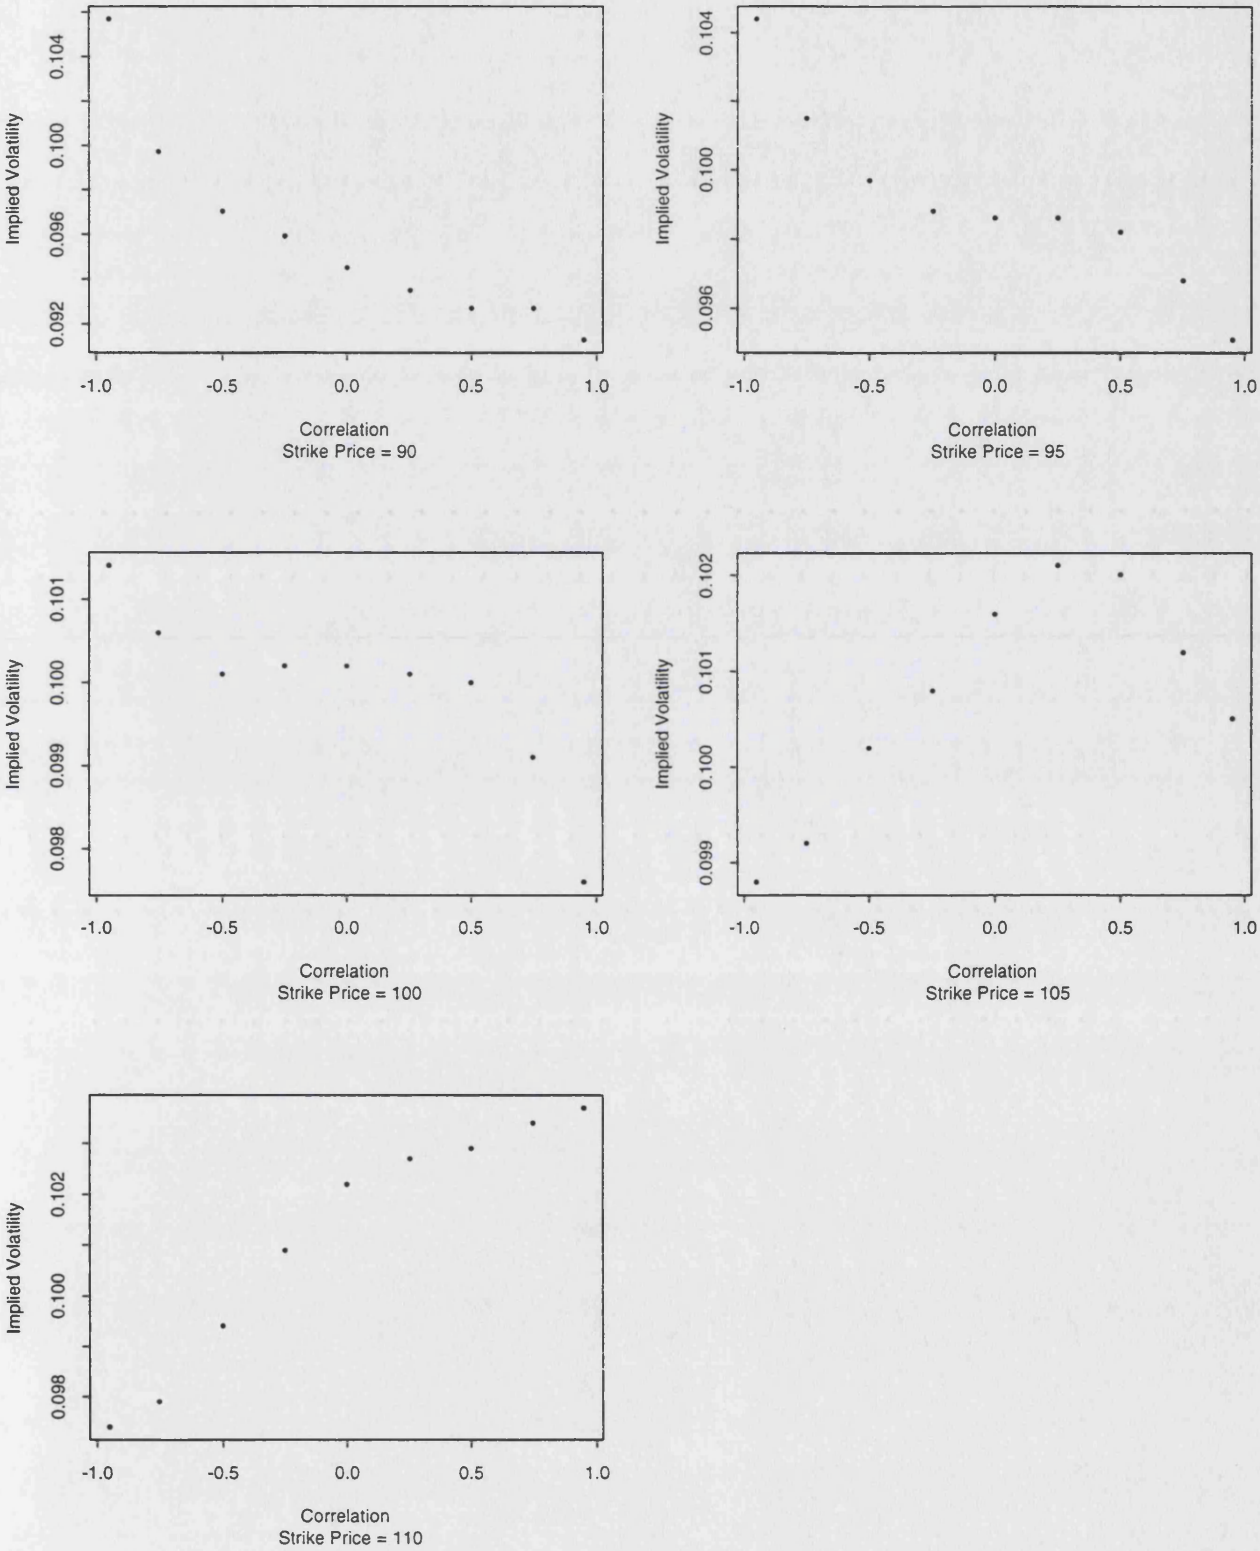 Implied Volatility
0.104
0.100
0.096
0.092
-1.0 -0.5 0.0 0.5 1.0
Correlation
Strike Price = 90
Implied Volatility
0.104
0.100
0.096
-1.0 -0.5 0.0 0.5 1.0
Correlation
Strike Price = 95
Implied Volatility
0.101
0.100
0.099
0.098
-1.0 -0.5 0.0 0.5 1.0
Correlation
Strike Price = 100
Implied Volatility
0.102
0.101
0.100
0.099
-1.0 -0.5 0.0 0.5 1.0
Correlation
Strike Price = 105
Implied Volatility
0.102
0.100
0.098
-1.0 -0.5 0.0 0.5 1.0
Correlation
Strike Price = 110